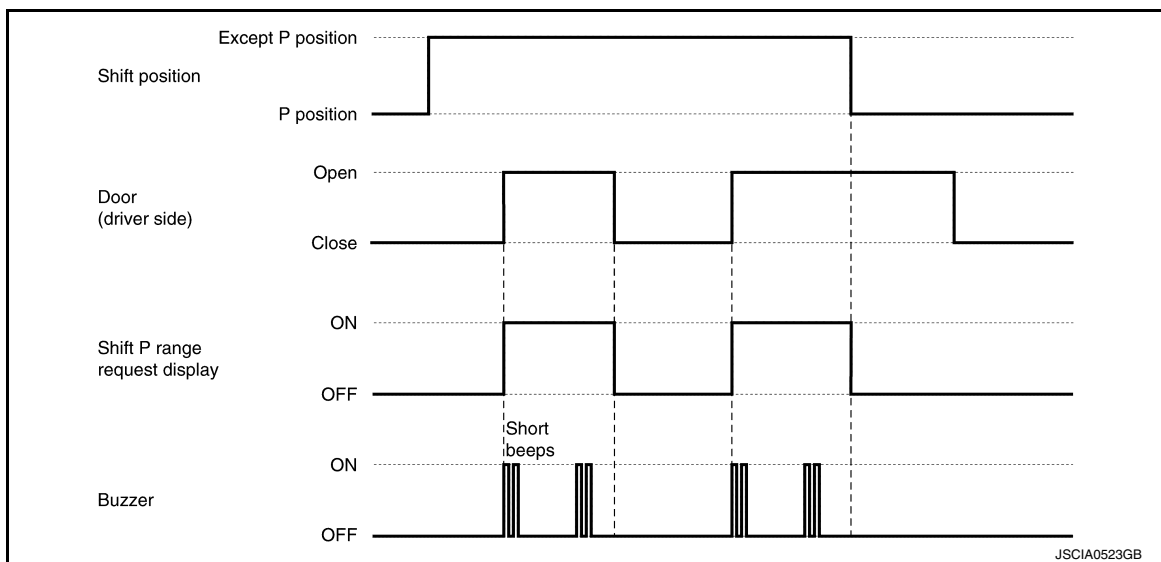 Except P position
Shift position
P position
Open
Door
(driver side)
Close
ON
Shift P range
request display
OFF
Short
beeps
ON
Buzzer
OFF
JSCIA0523GB